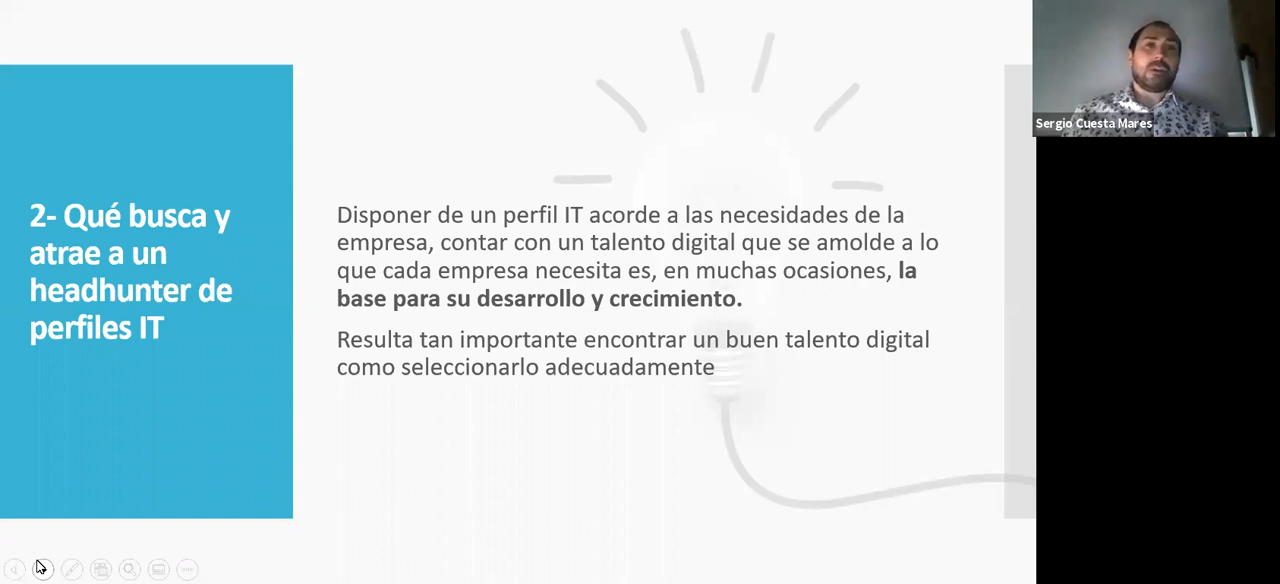 2- Qué busca y
atrae a un
headhunter de
perfiles IT
Disponer de un perfil IT acorde a las necesidades de la
empresa, contar con un talento digital que se amolde a lo
que cada empresa necesita es, en muchas ocasiones, la
base para su desarrollo y crecimiento.
Resulta tan importante encontrar un buen talento digital
como seleccionarlo adecuadamente
Sergio Cuesta Mares